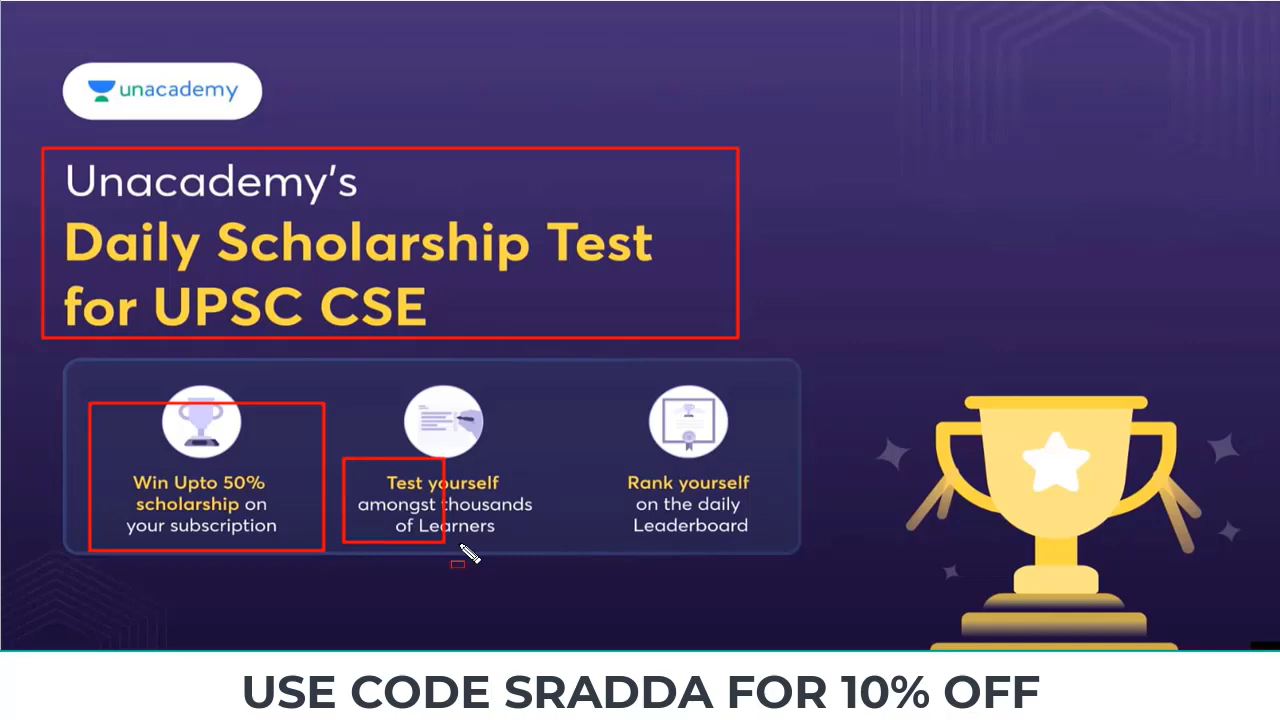 unacademy
Unacademy's
Daily Scholarship Test
for UPSC CSE
Win Upto 50%
scholarship on
your subscription
Test yourself
amongst thousands
of Learners
Rank yourself
on the daily
Leaderboard
USE CODE SRADDA FOR 10% OFF